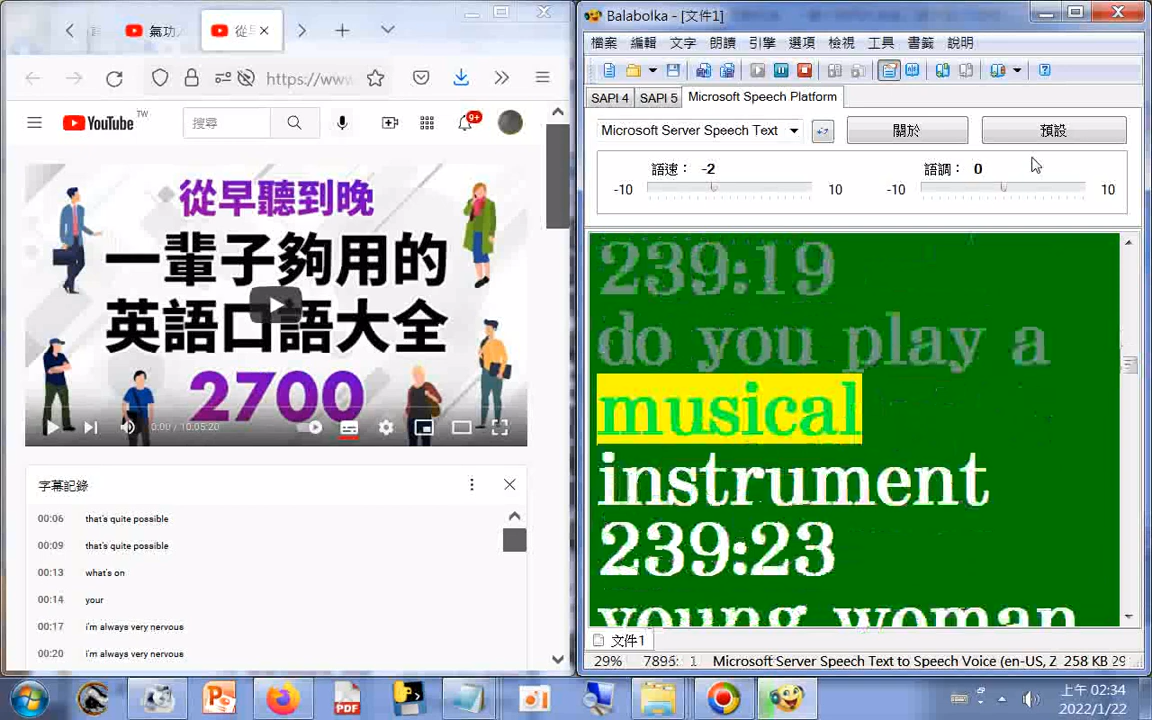 氣功
從
https://www
YouTube TW
搜尋
9+
從早聽到晚
一輩子夠用的
英語口語大全
2700
0:00 / 10:05:20
字幕記錄
00:06 that's quite possible
00:09 that's quite possible
00:13 what's on
00:14 your
00:17 i'm always very nervous
00:20 i'm always very nervous
Balabolka - [文件1]
檔案 編輯 文字 朗讀 引擎 選項 檢視 工具 書籤 說明
SAPI 4 SAPI 5 Microsoft Speech Platform
Microsoft Server Speech Text 關於 預設
語速： -2 語調： 0
-10 10 -10 10
239:19
do you play a
musical
instrument
239:23
young woman
文件1
29% 7895: 1 Microsoft Server Speech Text to Speech Voice (en-US, Z 258 KB 29
PDF
上午 02:34
2022/1/22